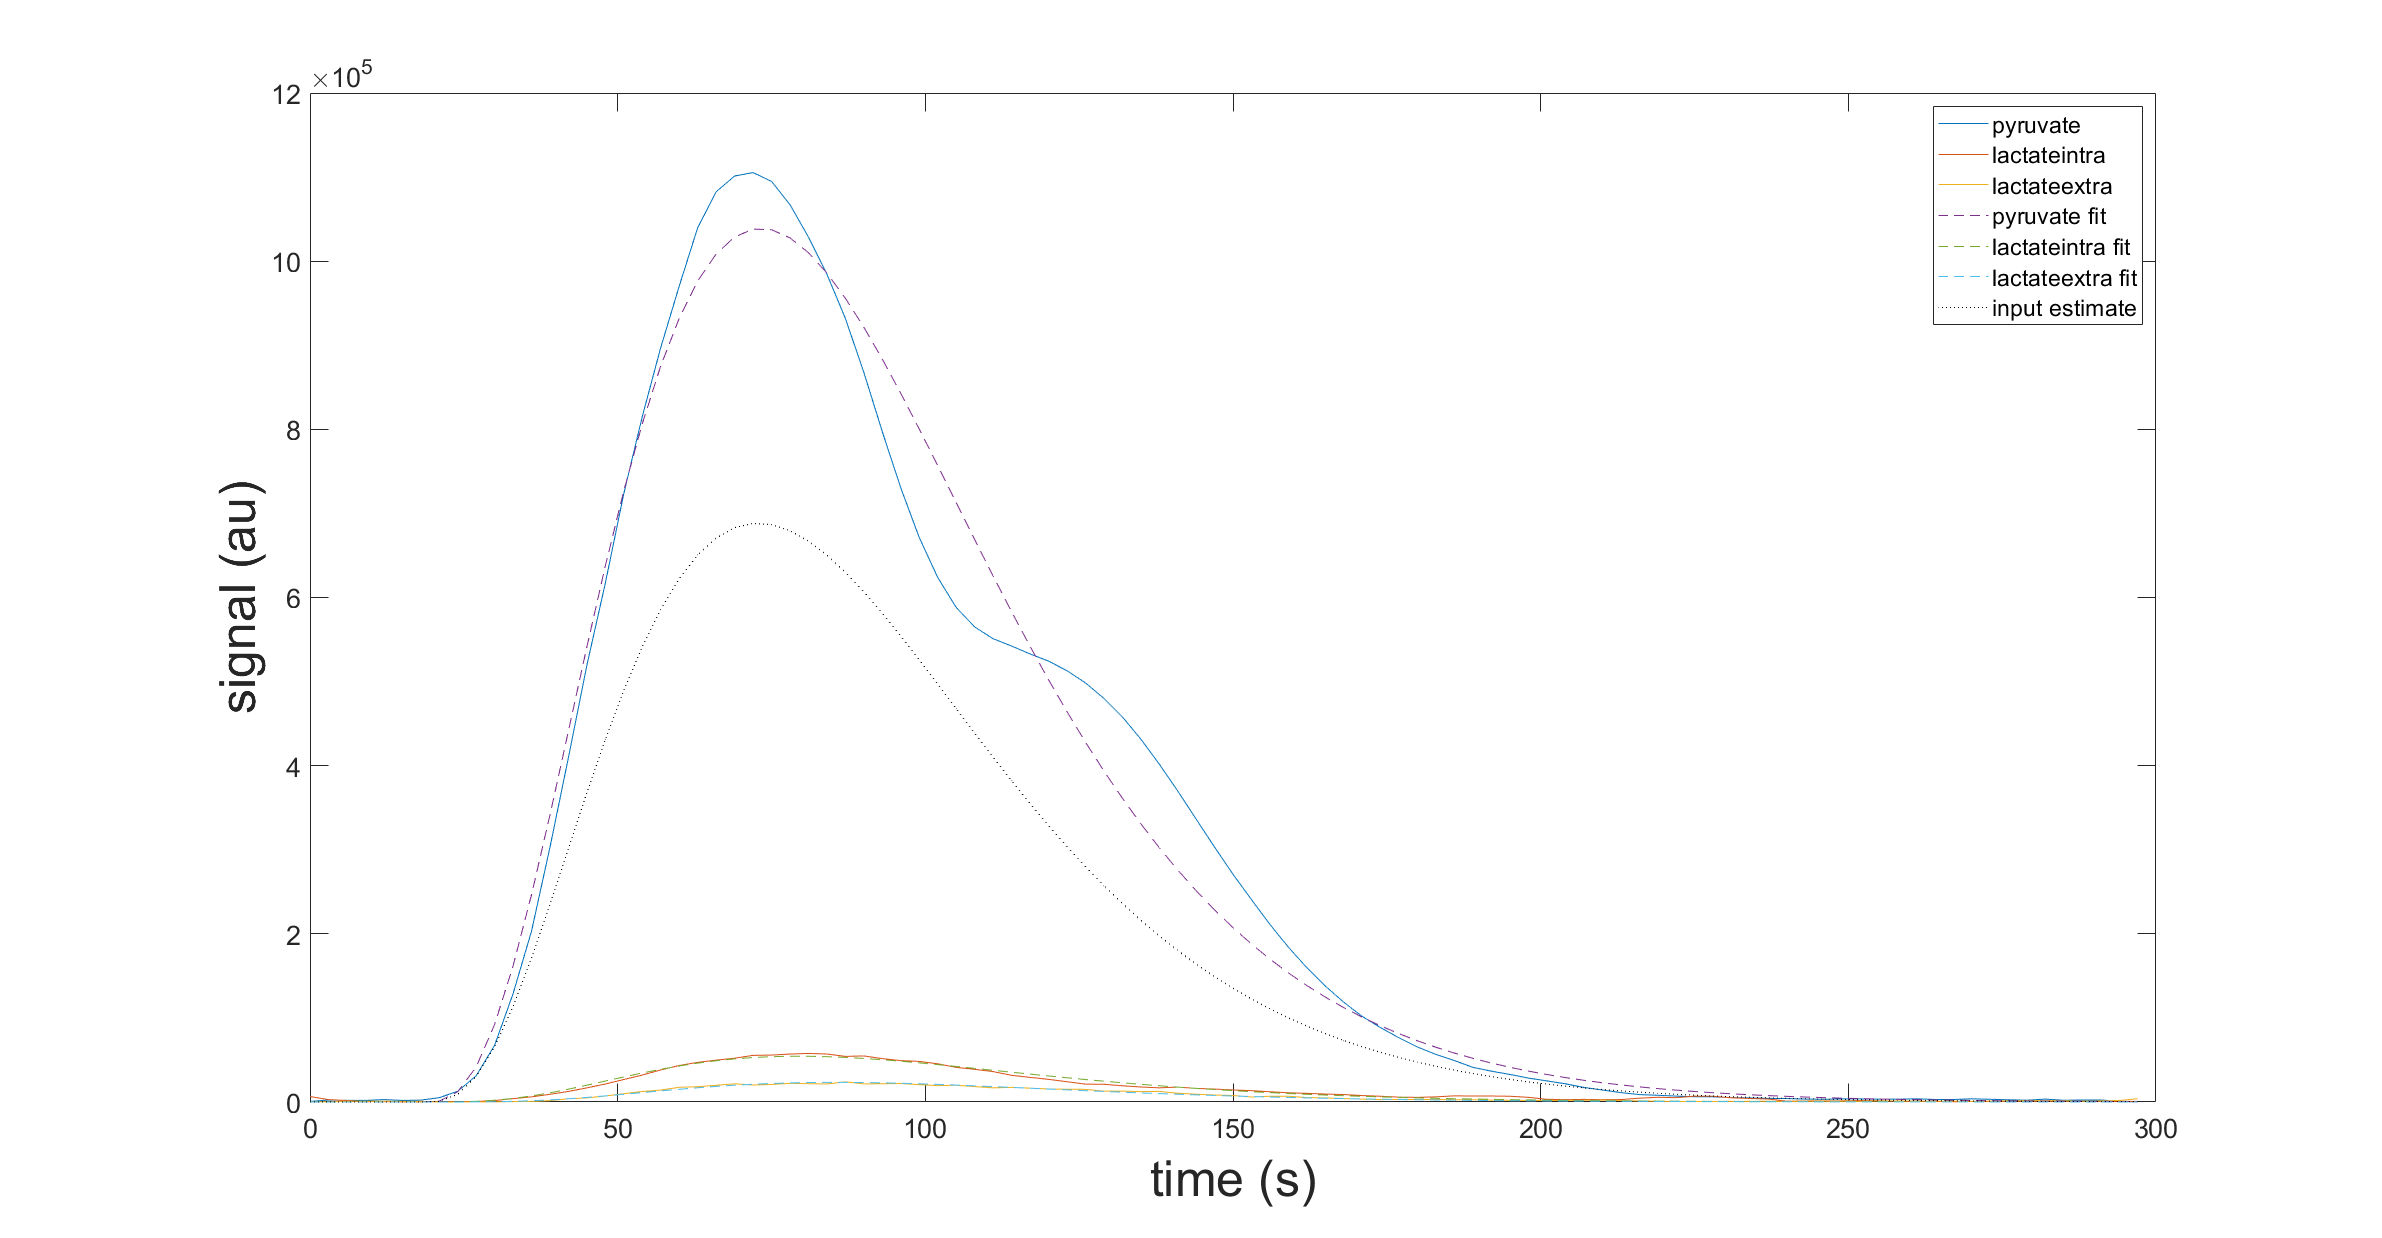 ×10^5
12
10
8
6
4
2
0
signal (au)
0 50 100 150 200 250 300
time (s)
pyruvate
lactateintra
lactateextra
pyruvate fit
lactateintra fit
lactateextra fit
input estimate